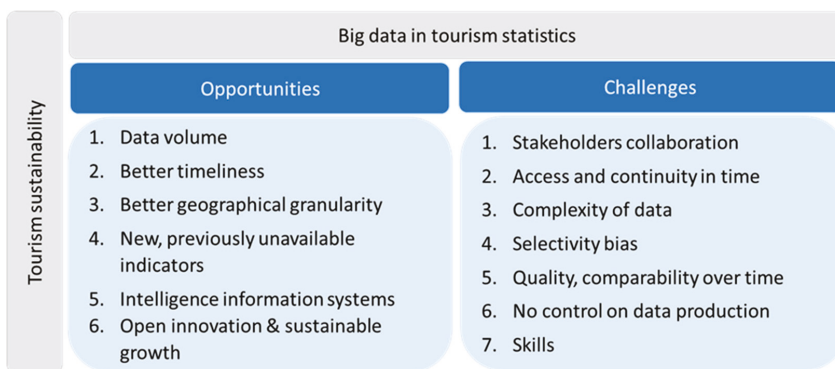 Big data in tourism statistics
Tourism sustainability
Opportunities
1. Data volume
2. Better timeliness
3. Better geographical granularity
4. New, previously unavailable
indicators
5. Intelligence information systems
6. Open innovation & sustainable
growth
Challenges
1. Stakeholders collaboration
2. Access and continuity in time
3. Complexity of data
4. Selectivity bias
5. Quality, comparability over time
6. No control on data production
7. Skills